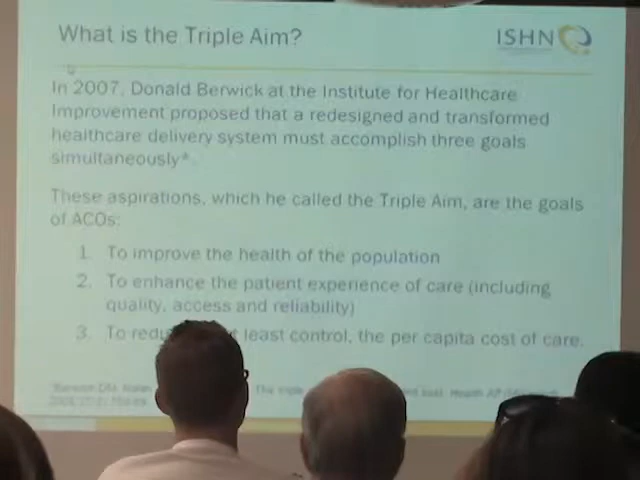 What is the Triple Aim?
ISHN
In 2007, Donald Berwick at the Institute for Healthcare
Improvement proposed that a redesigned and transformed
healthcare delivery system must accomplish three goals
simultaneously*.
These aspirations, which he called the Triple Aim, are the goals
of ACOs:
1. To improve the health of the population
2. To enhance the patient experience of care (including
quality, access and reliability)
3. To redu least control, the per capita cost of care.
The triple